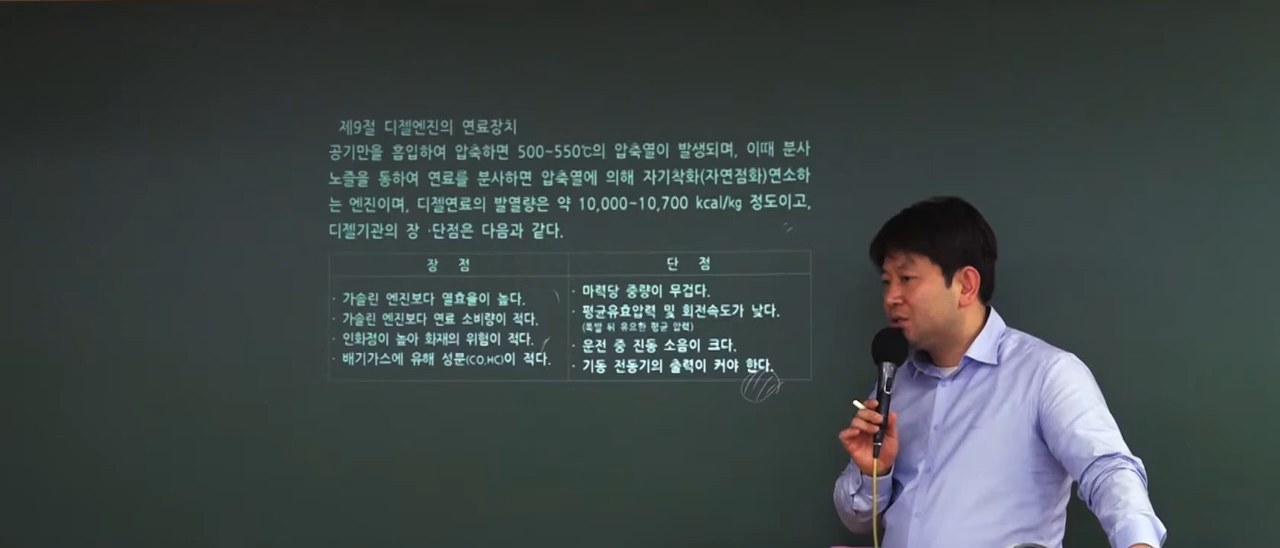 제9절 디젤엔진의 연료장치
공기만을 흡입하여 압축하면 500~550℃의 압축열이 발생되며, 이때 분사
노즐을 통하여 연료를 분사하면 압축열에 의해 자기착화(자연점화)연소하
는 엔진이며, 디젤연료의 발열량은 약 10,000~10,700 kcal/kg 정도이고,
디젤기관의 장 ·단점은 다음과 같다.
장 점
· 가솔린 엔진보다 열효율이 높다.
· 가솔린 엔진보다 연료 소비량이 적다.
· 인화점이 높아 화재의 위험이 적다.
· 배기가스에 유해 성분(CO,HC)이 적다.
단 점
· 마력당 중량이 무겁다.
· 평균유효압력 및 회전속도가 낮다.
(폭발 뒤 유효한 평균 압력)
· 운전 중 진동 소음이 크다.
· 기동 전동기의 출력이 커야 한다.